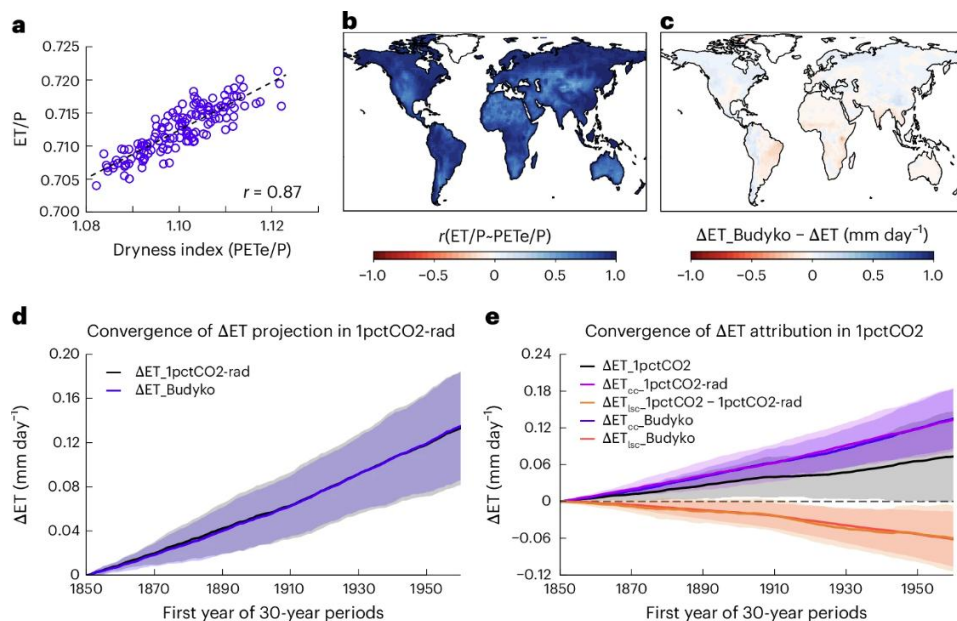 a
0.725
0.720
0.715
0.710
0.705
0.700
ET/P
r = 0.87
1.08
1.10
1.12
Dryness index (PETe/P)
b
r(ET/P~PETe/P)
−1.0
−0.5
0
0.5
1.0
c
ΔET_Budyko − ΔET (mm day⁻¹)
−1.0
−0.5
0
0.5
1.0
d
Convergence of ΔET projection in 1pctCO2-rad
0.20
0.16
0.12
0.08
0.04
0
ΔET (mm day⁻¹)
ΔET_1pctCO2-rad
ΔET_Budyko
1850
1870
1890
1910
1930
1950
First year of 30-year periods
e
Convergence of ΔET attribution in 1pctCO2
0.24
0.18
0.12
0.06
0
−0.06
−0.12
ΔET (mm day⁻¹)
ΔET_1pctCO2
ΔETcc_1pctCO2-rad
ΔETlsc_1pctCO2 − 1pctCO2-rad
ΔETcc_Budyko
ΔETlsc_Budyko
1850
1870
1890
1910
1930
1950
First year of 30-year periods